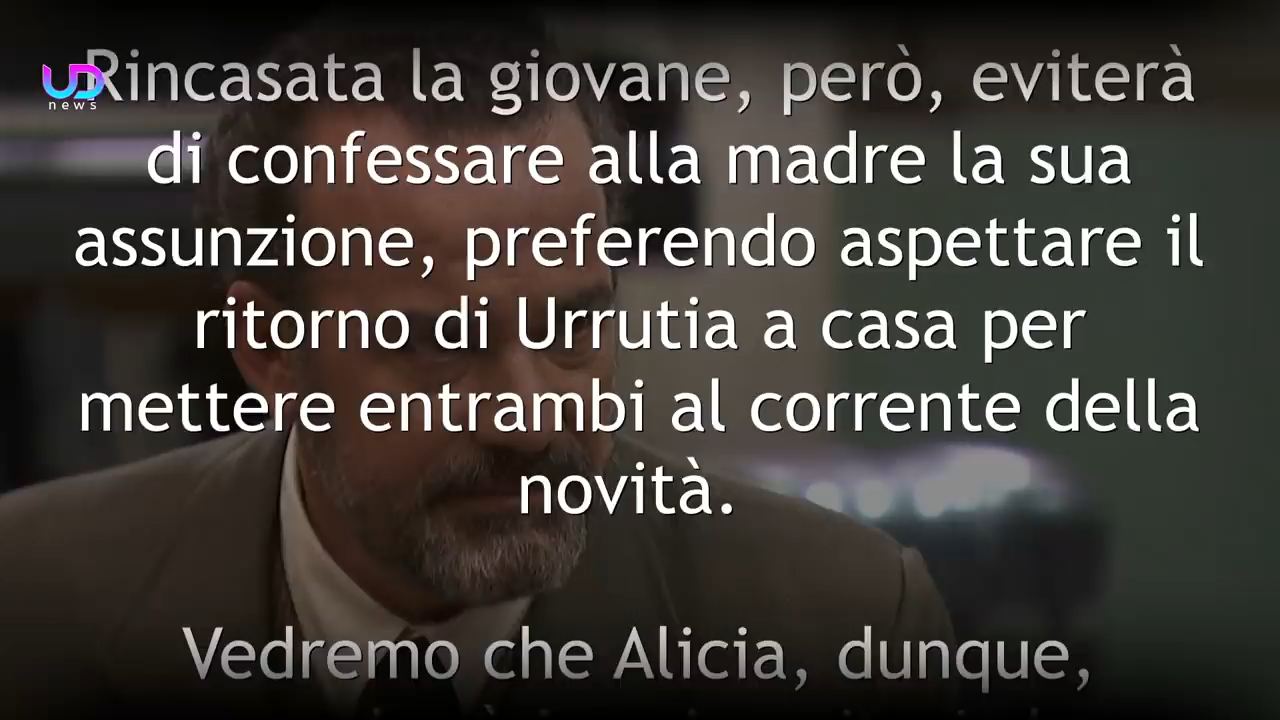 UD
news
Rincasata la giovane, però, eviterà
di confessare alla madre la sua
assunzione, preferendo aspettare il
ritorno di Urrutia a casa per
mettere entrambi al corrente della
novità.
Vedremo che Alicia, dunque,